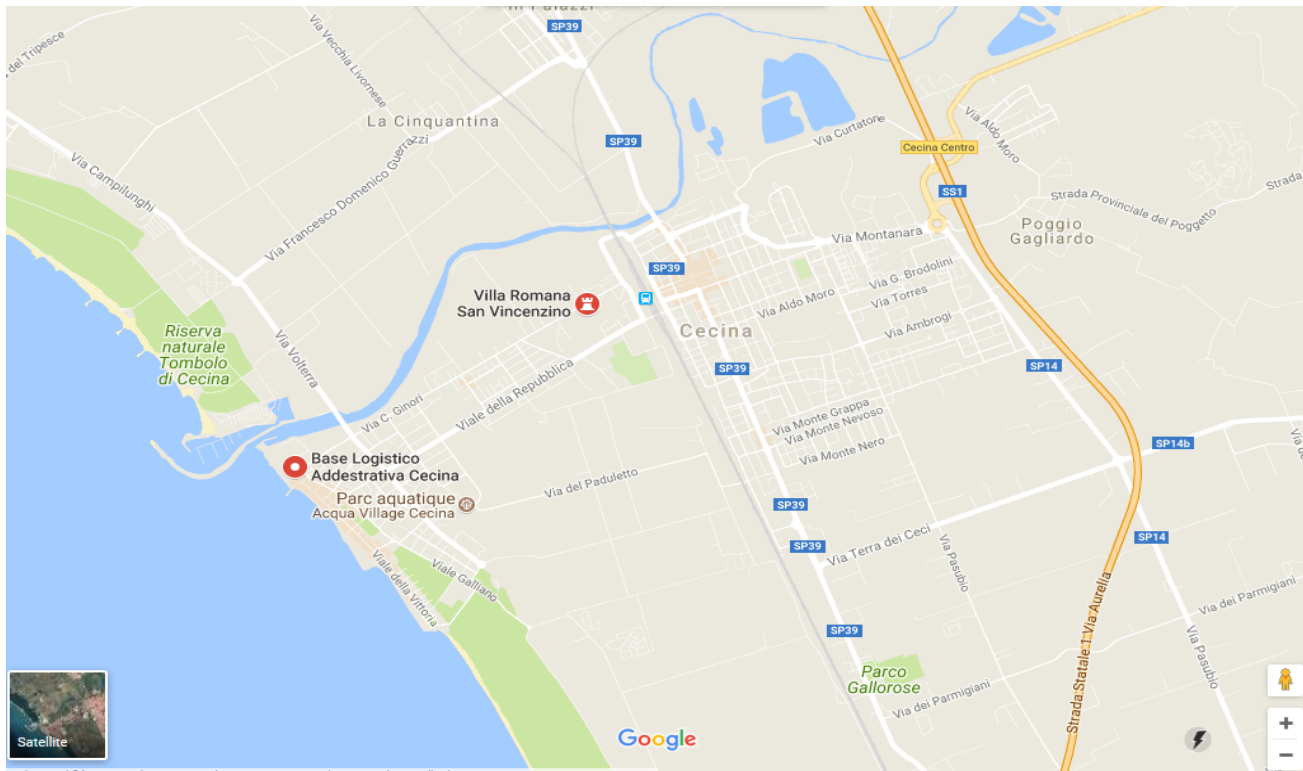 SP39
Via Vecchia Livornese
del Tripesce
La Cinquantina
SP39
Via Curtatone
Via Aldo Moro
Cecina Centro
Via Francesco Domenico Guerrazzi
Via Campilunghi
SS1
Strada
Strada Provinciale del Poggetto
Poggio
Gagliardo
Via Montanara
SP39
Via G. Brodolini
Villa Romana
San Vincenzino
Via Aldo Moro
Via Torres
Riserva
naturale
Tombolo
di Cecina
Cecina
Via Ambrogi
Via Volterra
SP39
SP14
Viale della Repubblica
Via C. Ginori
Via Monte Grappa
Via Monte Nevoso
Via Monte Nero
SP14b
Base Logistico
Addestrativa Cecina
Parc aquatique
Acqua Village Cecina
Via del Paduletto
SP39
SP39
Via Terra dei Ceci
SP14
Via Pasubio
Viale della Vittoria
Viale Galliano
Via dei Parmigiani
SP39
Strada Statale 1 Via Aurelia
Via Pasubio
Parco
Gallorose
Via dei Parmigiani
Satellite
Google
+
−